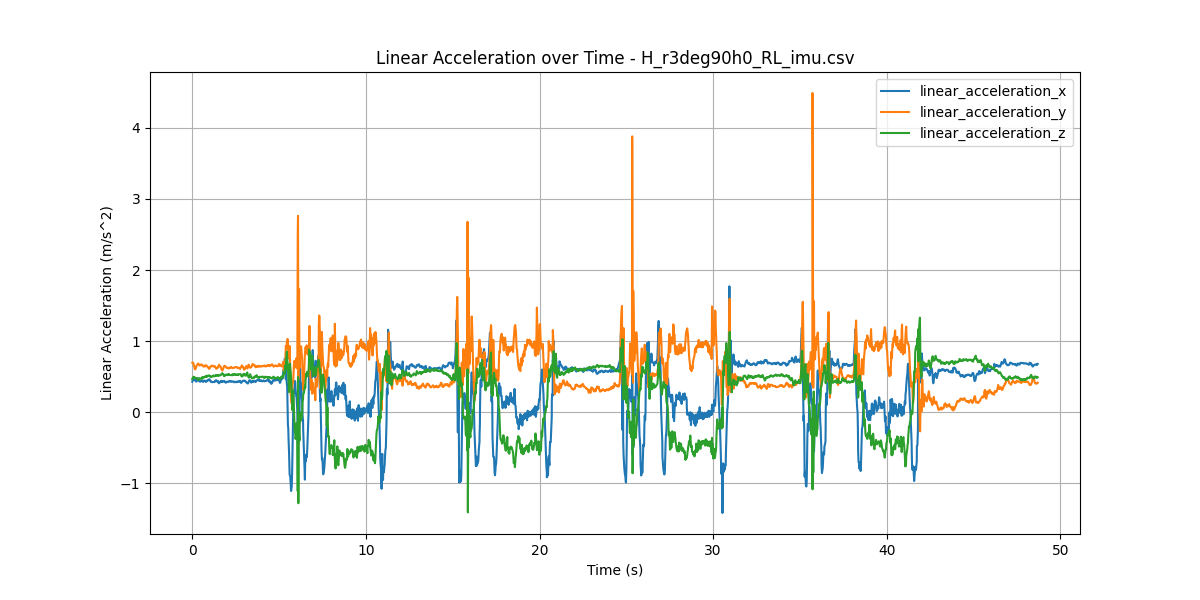 Linear Acceleration over Time - H_r3deg90h0_RL_imu.csv
linear_acceleration_x
linear_acceleration_y
linear_acceleration_z
Linear Acceleration (m/s^2)
4
3
2
1
0
−1
0 10 20 30 40 50
Time (s)